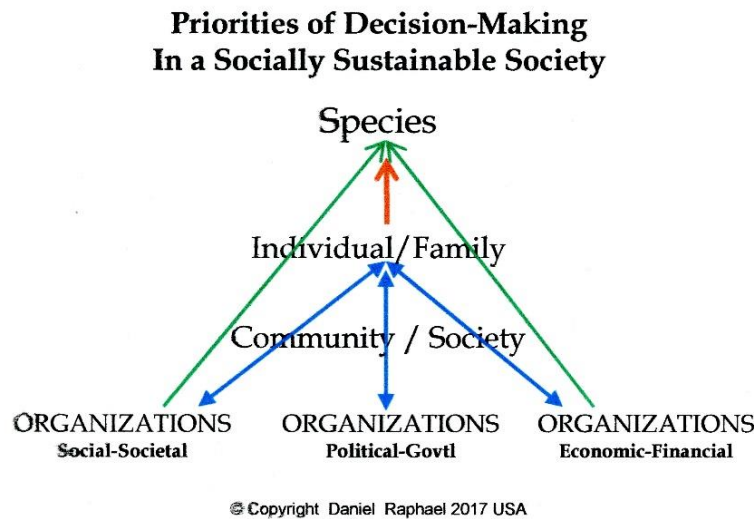 Priorities of Decision-Making
In a Socially Sustainable Society
Species
Individual/Family
Community / Society
ORGANIZATIONS ORGANIZATIONS ORGANIZATIONS
Social-Societal Political-Govtl Economic-Financial
© Copyright Daniel Raphael 2017 USA